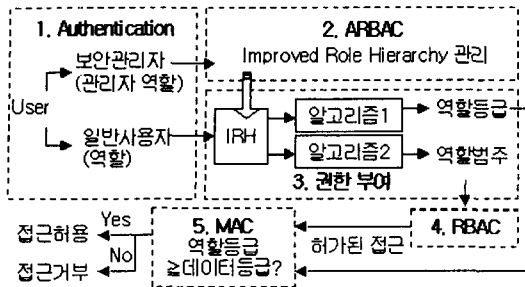 1. Authentication
User
보안관리자
(관리자 역할)
일반사용자
(역할)
2. ARBAC
Improved Role Hierarchy 관리
IRH
알고리즘1
알고리즘2
역할등급
역할범주
3. 권한 부여
4. RBAC
허가된 접근
5. MAC
역할등급
≧데이터등급?
Yes
접근허용
No
접근거부